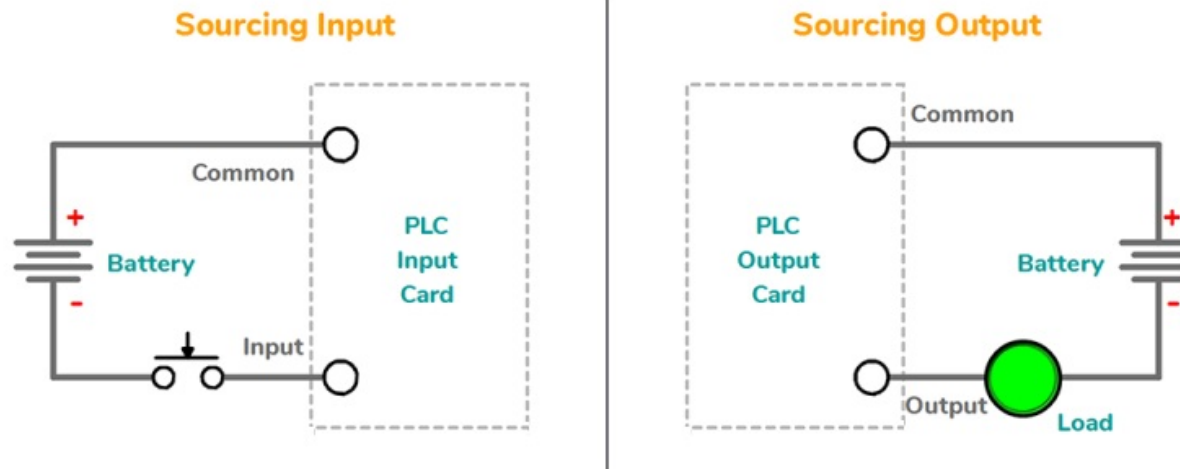 Sourcing Input
Common
+
Battery
-
Input
PLC
Input
Card
Sourcing Output
Common
PLC
Output
Card
+
Battery
-
Output
Load